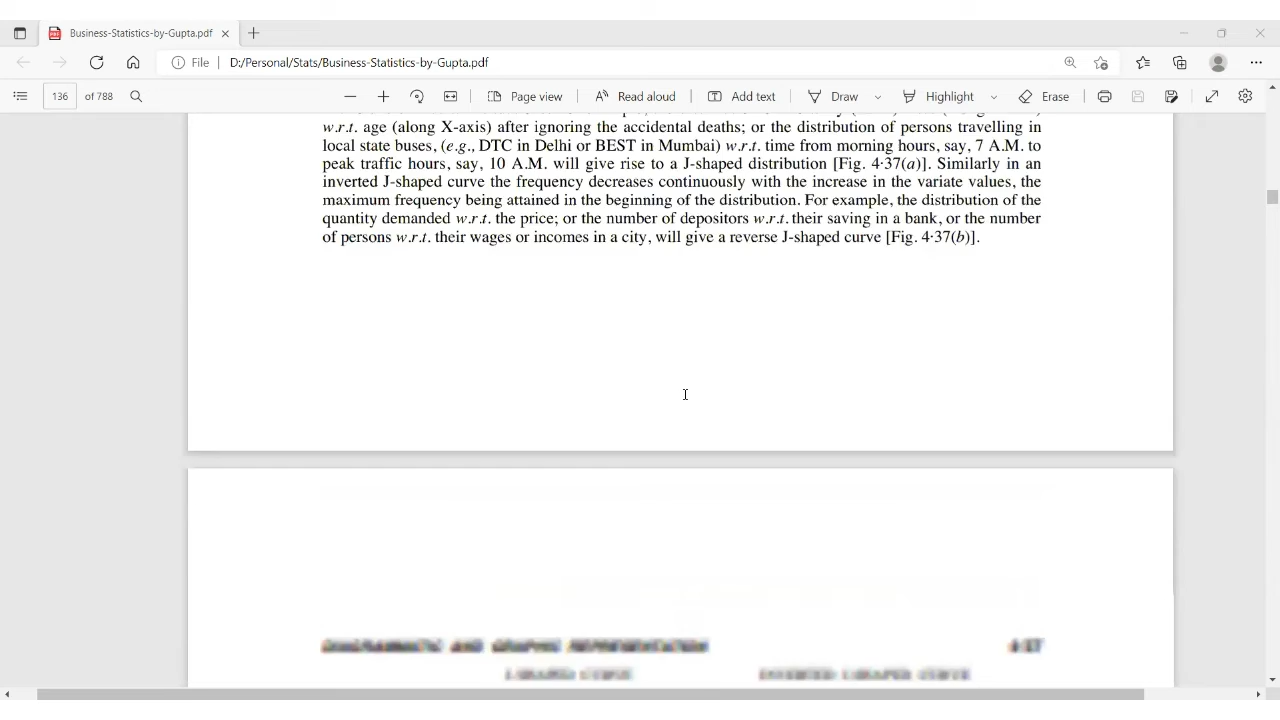 Business-Statistics-by-Gupta.pdf
File D:/Personal/Stats/Business-Statistics-by-Gupta.pdf
136 of 788 Page view Read aloud Add text Draw Highlight Erase
w.r.t. age (along X-axis) after ignoring the accidental deaths; or the distribution of persons travelling in
local state buses, (e.g., DTC in Delhi or BEST in Mumbai) w.r.t. time from morning hours, say, 7 A.M. to
peak traffic hours, say, 10 A.M. will give rise to a J-shaped distribution [Fig. 4·37(a)]. Similarly in an
inverted J-shaped curve the frequency decreases continuously with the increase in the variate values, the
maximum frequency being attained in the beginning of the distribution. For example, the distribution of the
quantity demanded w.r.t. the price; or the number of depositors w.r.t. their saving in a bank, or the number
of persons w.r.t. their wages or incomes in a city, will give a reverse J-shaped curve [Fig. 4·37(b)].